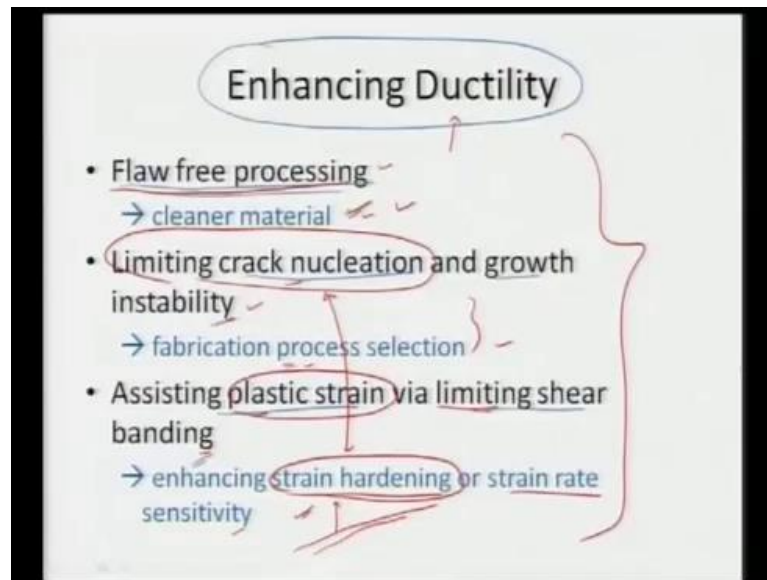 Enhancing Ductility
• Flaw free processing
→ cleaner material
• Limiting crack nucleation and growth
instability
→ fabrication process selection
• Assisting plastic strain via limiting shear
banding
→ enhancing strain hardening or strain rate
sensitivity